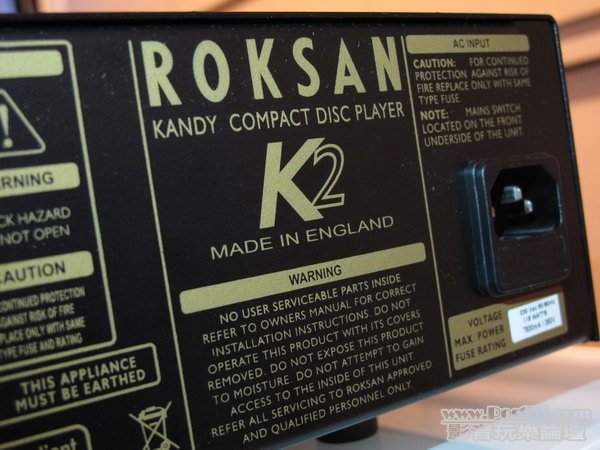 !
ARNING
CK HAZARD
NOT OPEN
CAUTION
CONTINUED PROTECTION
AGAINST RISK OF
REPLACE ONLY WITH SAME
TYPE FUSE AND RATING
THIS APPLIANCE
MUST BE EARTHED
ROKSAN
KANDY COMPACT DISC PLAYER
K2
MADE IN ENGLAND
WARNING
NO USER SERVICEABLE PARTS INSIDE
REFER TO OWNERS MANUAL FOR CORRECT
INSTALLATION INSTRUCTIONS. DO NOT
OPERATE THIS PRODUCT WITH ITS COVERS
REMOVED. DO NOT EXPOSE THIS PRODUCT
TO MOISTURE. DO NOT ATTEMPT TO GAIN
ACCESS TO THE INSIDE OF THIS UNIT.
REFER ALL SERVICING TO ROKSAN APPROVED
AND QUALIFIED PERSONNEL ONLY.
AC INPUT
CAUTION: FOR CONTINUED
PROTECTION AGAINST RISK OF
FIRE REPLACE ONLY WITH SAME
TYPE FUSE.
NOTE: MAINS SWITCH
LOCATED ON THE FRONT
UNDERSIDE OF THE UNIT.
VOLTAGE
MAX. POWER
FUSE RATING
影音玩樂論壇